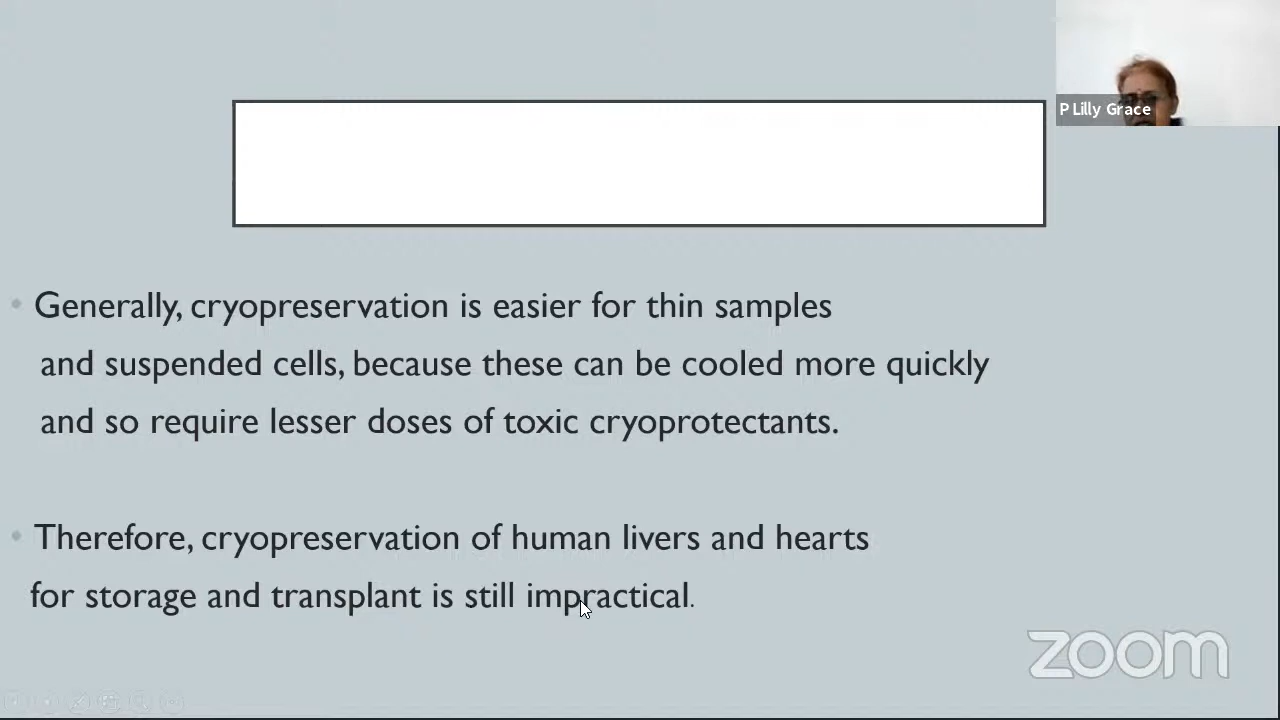 P Lilly Grace
• Generally, cryopreservation is easier for thin samples
and suspended cells, because these can be cooled more quickly
and so require lesser doses of toxic cryoprotectants.
• Therefore, cryopreservation of human livers and hearts
for storage and transplant is still impractical.
zoom